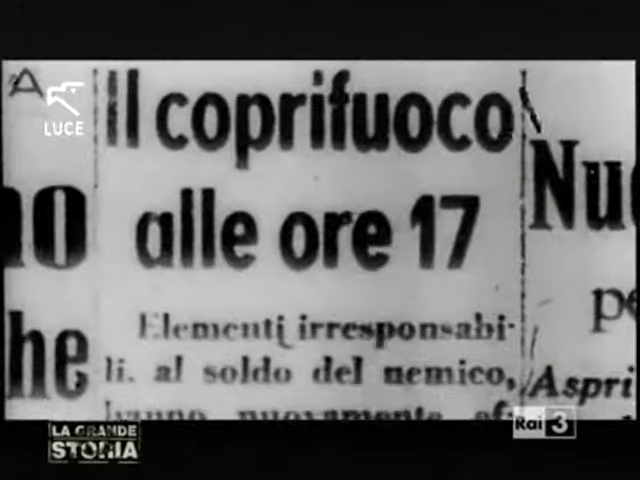 LUCE
Il coprifuoco
alle ore 17
Elementi irresponsabi-
li, al soldo del nemico,
no
he
Nu
pe
Aspri
LA GRANDE
STORIA
Rai 3